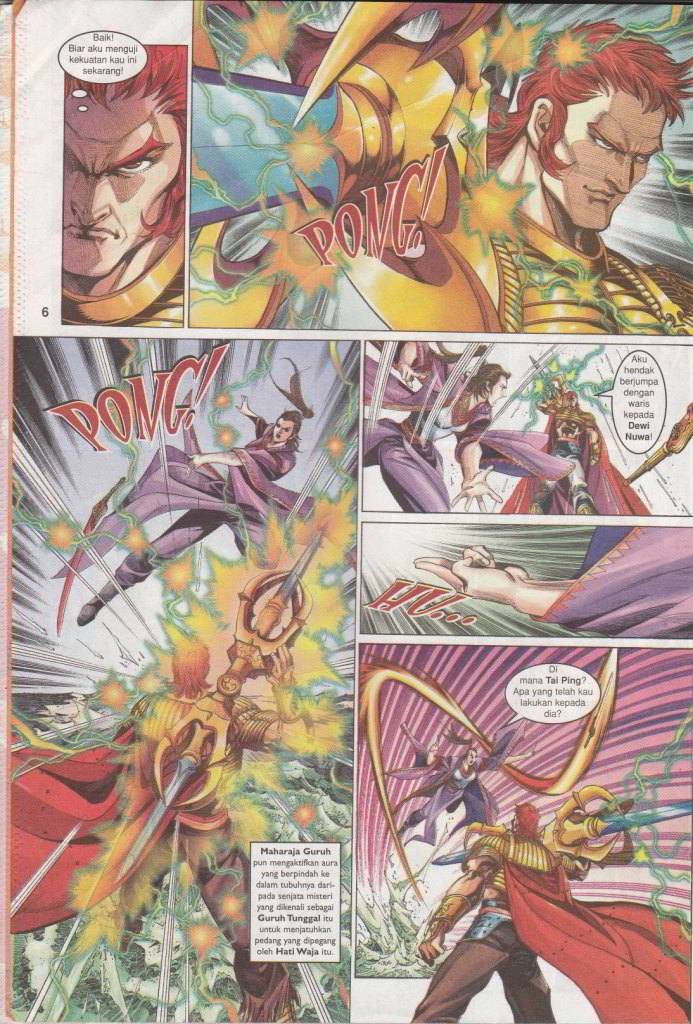 Baik!
Biar aku menguji
kekuatan kau ini
sekarang!
PONG!
6
PONG!
Aku
hendak
berjumpa
dengan
waris
kepada
Dewi
Nuwa!
HU...
Di
mana Tai Ping?
Apa yang telah kau
lakukan kepada
dia?
Maharaja Guruh
pun mengaktifkan aura
yang berpindah ke
dalam tubuhnya dari-
pada senjata misteri
yang dikenali sebagai
Guruh Tunggal itu
untuk menjatuhkan
pedang yang dipegang
oleh Hati Waja itu.